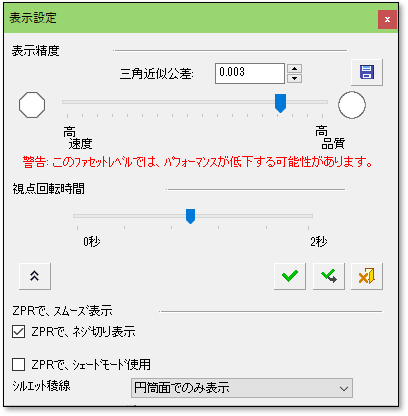 表示設定
表示精度
三角近似公差: 0.003
高 速度
高 品質
警告: このファセットレベルでは、パフォーマンスが低下する可能性があります。
視点回転時間
0秒 2秒
ZPRで、スムーズ表示
ZPRで、ネジ切り表示
ZPRで、シェードモード使用
シルエット稜線 円筒面でのみ表示